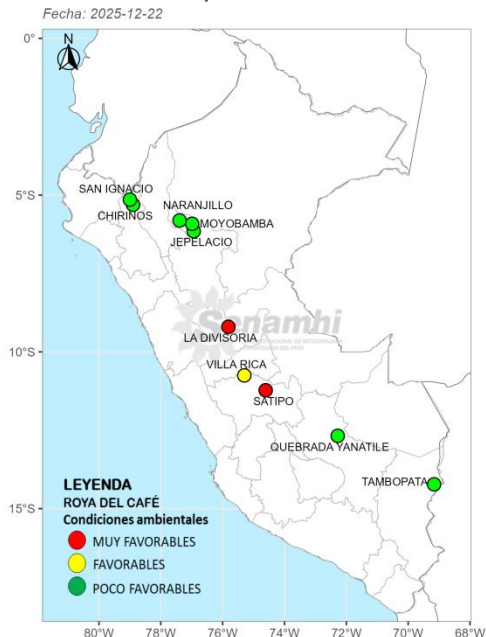 Fecha: 2025-12-22
N
0°
5°S
10°S
15°S
SAN IGNACIO
CHIRINOS
NARANJILLO
MOYOBAMBA
JEPELACIO
Senamhi
LA DIVISORIA
VILLA RICA
SATIPO
QUEBRADA YANATILE
TAMBOPATA
LEYENDA
ROYA DEL CAFÉ
Condiciones ambientales
MUY FAVORABLES
FAVORABLES
POCO FAVORABLES
80°W 78°W 76°W 74°W 72°W 70°W 68°W